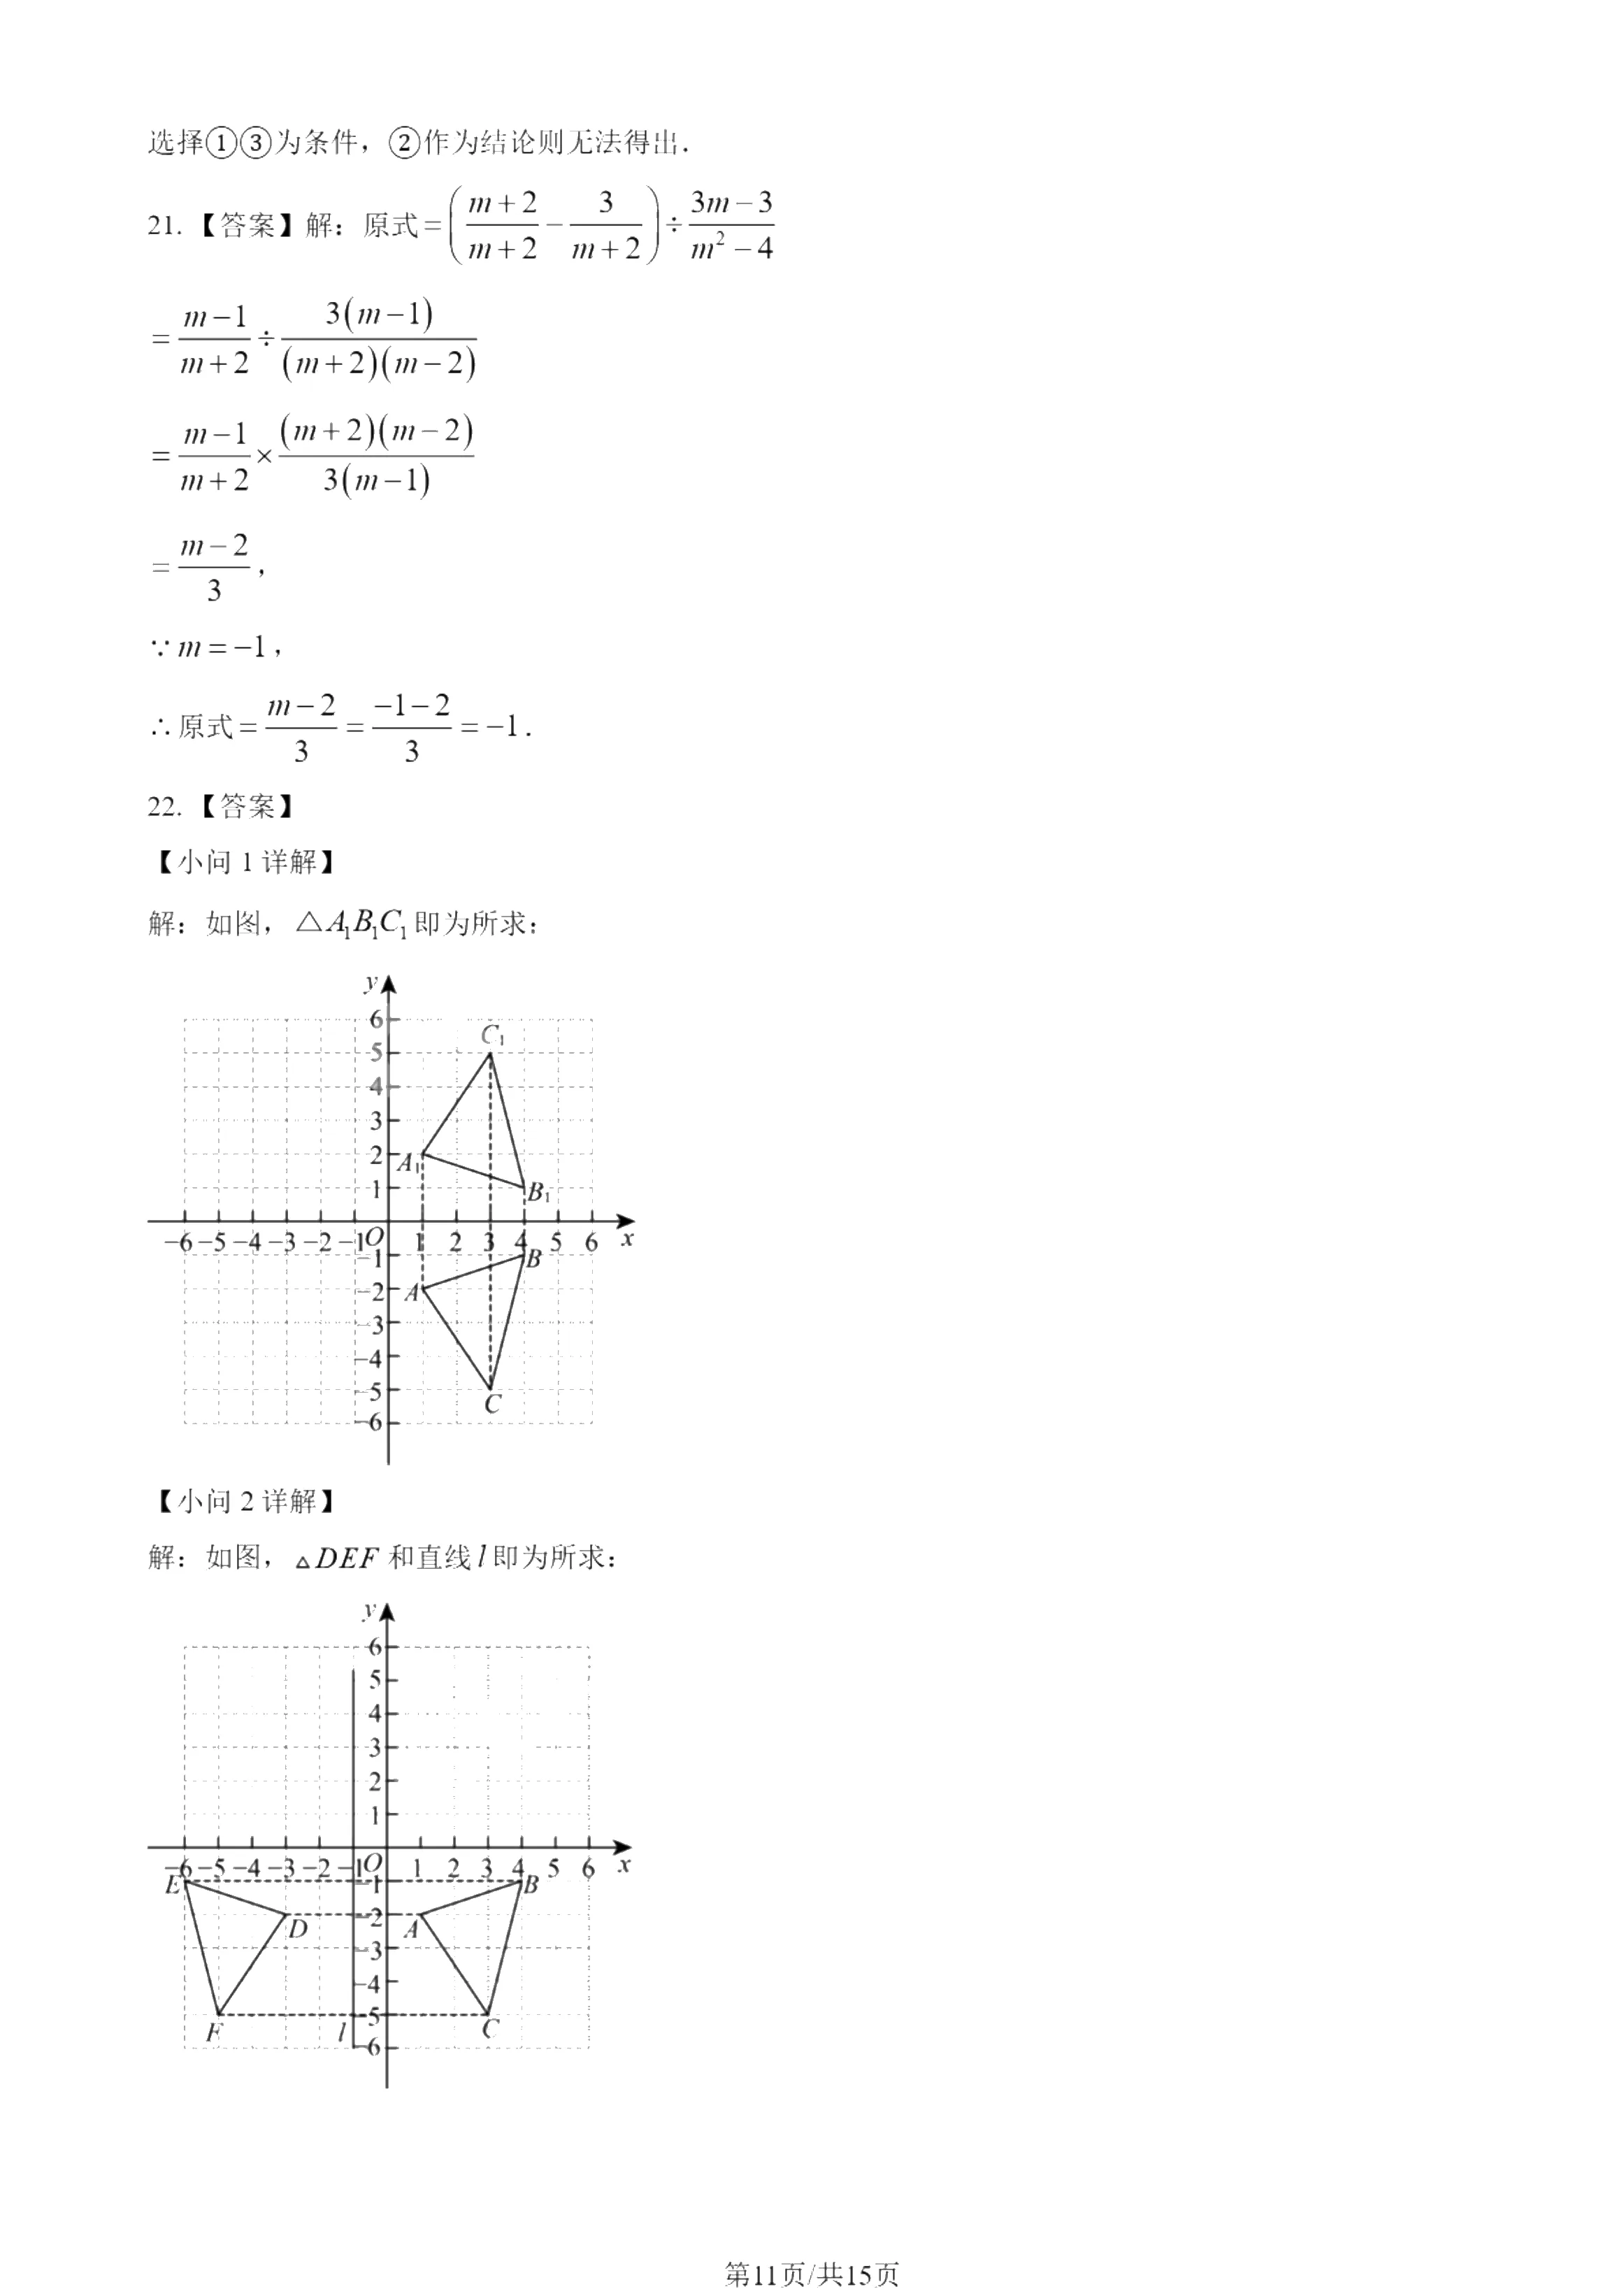 选择①③为条件，②作为结论则无法得出．
21. 【答案】解：原式=((m+2)/(m+2)−3/(m+2))÷(3m−3)/(m²−4)
=(m−1)/(m+2)÷3(m−1)/((m+2)(m−2))
=(m−1)/(m+2)×(m+2)(m−2)/(3(m−1))
=(m−2)/3，
∵m=−1，
∴原式=(m−2)/3=(−1−2)/3=−1．
22. 【答案】
【小问 1 详解】
解：如图，△A₁B₁C₁即为所求：
y
6
C₁
5
4
3
2 A₁
1 B₁
−6 −5 −4 −3 −2 −1 O 1 2 3 4 5 6 x
−1 B
−2 A
−3
−4
−5
C
−6
【小问 2 详解】
解：如图，△DEF 和直线l即为所求：
y
6
5
4
3
2
1
−6 −5 −4 −3 −2 −1 O 1 2 3 4 5 6 x
E −1 B
D −2 A
−3
−4
−5
F l C
−6
第11页/共15页